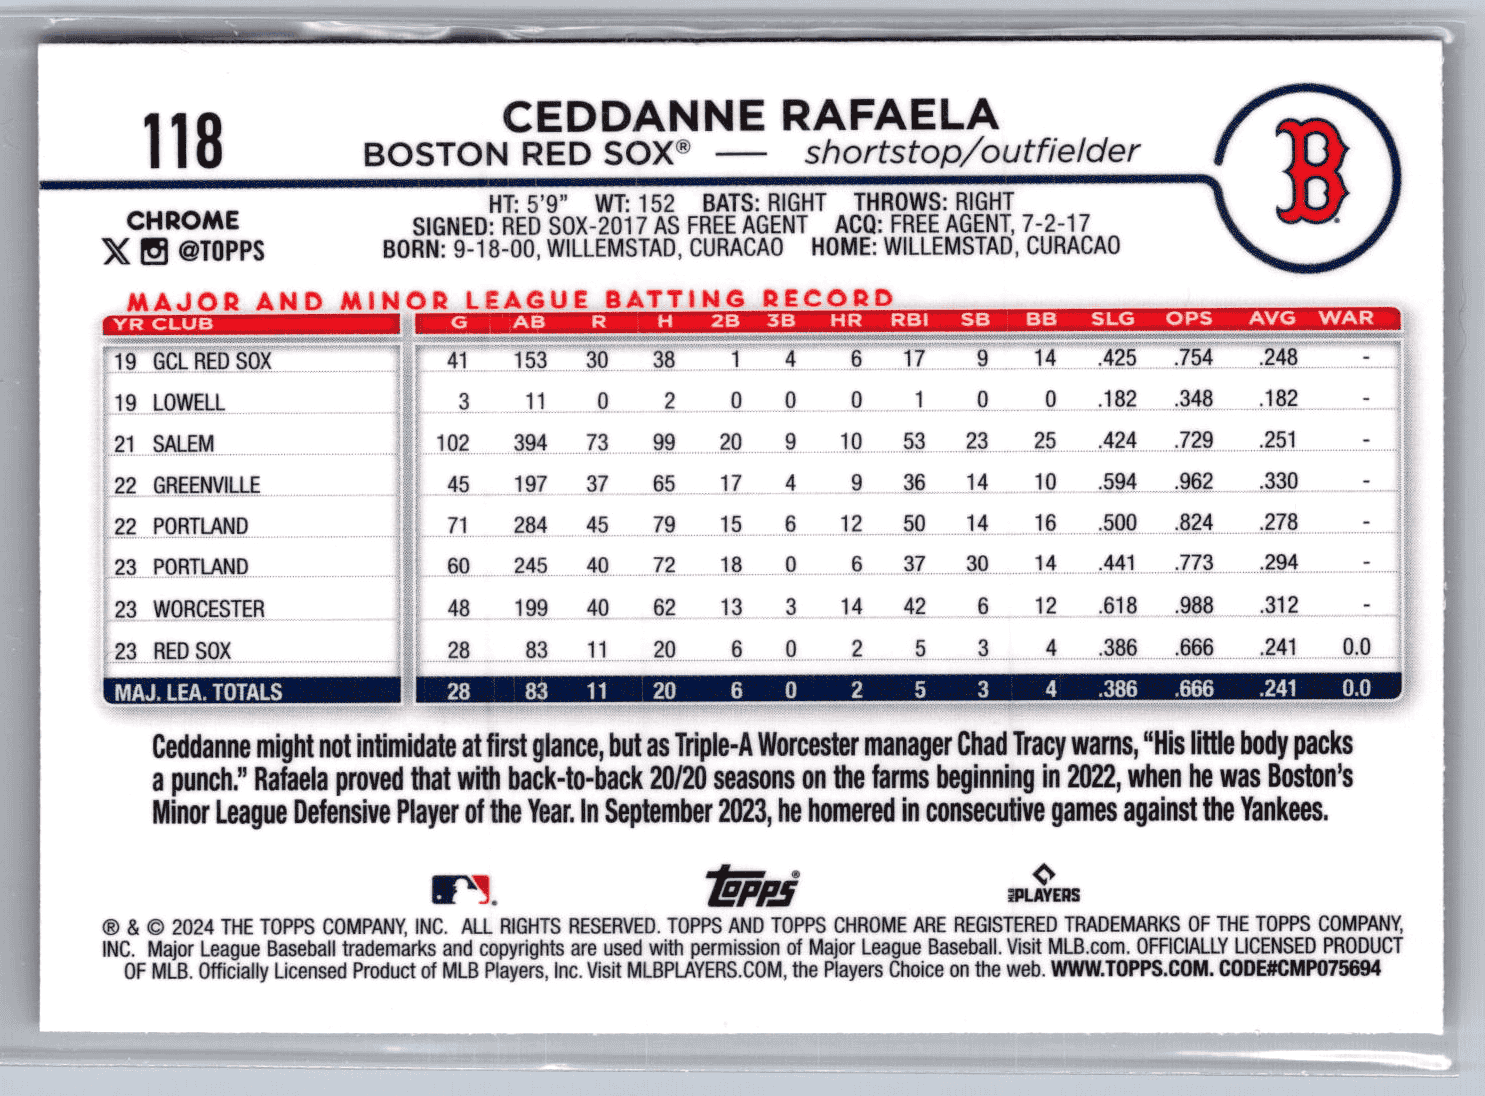 118
CEDDANNE RAFAELA
BOSTON RED SOX® — shortstop/outfielder
B
CHROME
@TOPPS
HT: 5'9" WT: 152 BATS: RIGHT THROWS: RIGHT
SIGNED: RED SOX-2017 AS FREE AGENT ACQ: FREE AGENT, 7-2-17
BORN: 9-18-00, WILLEMSTAD, CURACAO HOME: WILLEMSTAD, CURACAO
MAJOR AND MINOR LEAGUE BATTING RECORD
YR CLUB G AB R H 2B 3B HR RBI SB BB SLG OPS AVG WAR
19 GCL RED SOX 41 153 30 38 1 4 6 17 9 14 .425 .754 .248 -
19 LOWELL 3 11 0 2 0 0 0 1 0 0 .182 .348 .182 -
21 SALEM 102 394 73 99 20 9 10 53 23 25 .424 .729 .251 -
22 GREENVILLE 45 197 37 65 17 4 9 36 14 10 .594 .962 .330 -
22 PORTLAND 71 284 45 79 15 6 12 50 14 16 .500 .824 .278 -
23 PORTLAND 60 245 40 72 18 0 6 37 30 14 .441 .773 .294 -
23 WORCESTER 48 199 40 62 13 3 14 42 6 12 .618 .988 .312 -
23 RED SOX 28 83 11 20 6 0 2 5 3 4 .386 .666 .241 0.0
MAJ. LEA. TOTALS 28 83 11 20 6 0 2 5 3 4 .386 .666 .241 0.0
Ceddanne might not intimidate at first glance, but as Triple-A Worcester manager Chad Tracy warns, “His little body packs
a punch.” Rafaela proved that with back-to-back 20/20 seasons on the farms beginning in 2022, when he was Boston's
Minor League Defensive Player of the Year. In September 2023, he homered in consecutive games against the Yankees.
Topps®
MLB PLAYERS
® & © 2024 THE TOPPS COMPANY, INC. ALL RIGHTS RESERVED. TOPPS AND TOPPS CHROME ARE REGISTERED TRADEMARKS OF THE TOPPS COMPANY,
INC. Major League Baseball trademarks and copyrights are used with permission of Major League Baseball. Visit MLB.com. OFFICIALLY LICENSED PRODUCT
OF MLB. Officially Licensed Product of MLB Players, Inc. Visit MLBPLAYERS.COM, the Players Choice on the web. WWW.TOPPS.COM. CODE#CMP075694